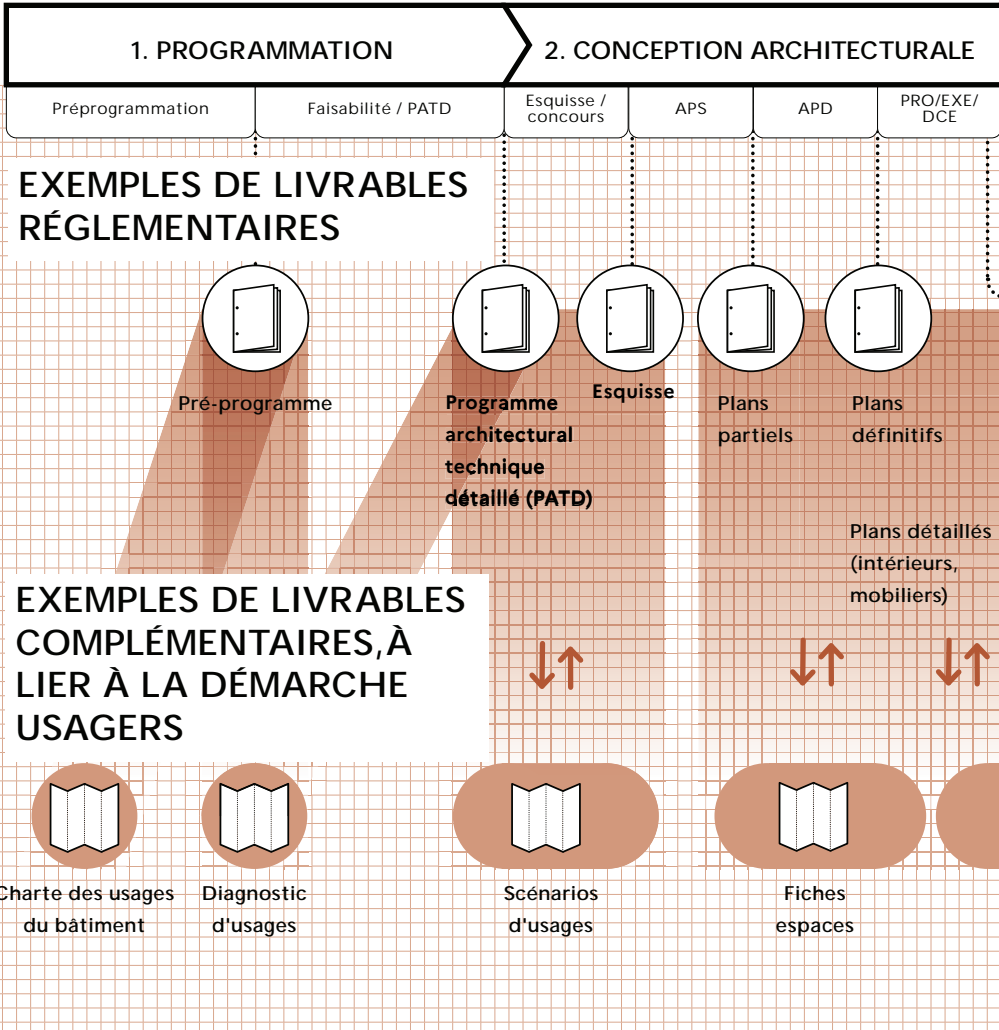 1. PROGRAMMATION
2. CONCEPTION ARCHITECTURALE
Préprogrammation
Faisabilité / PATD
Esquisse /
concours
APS
APD
PRO/EXE/
DCE
EXEMPLES DE LIVRABLES
RÉGLEMENTAIRES
Pré-programme
Programme
architectural
technique
détaillé (PATD)
Esquisse
Plans
partiels
Plans
définitifs
Plans détaillés
(intérieurs,
mobiliers)
EXEMPLES DE LIVRABLES
COMPLÉMENTAIRES, À
LIER À LA DÉMARCHE
USAGERS
Charte des usages
du bâtiment
Diagnostic
d'usages
Scénarios
d'usages
Fiches
espaces